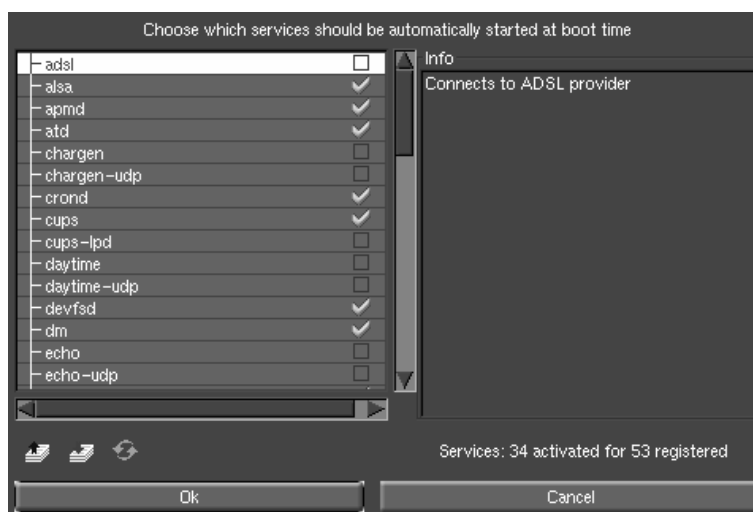 Choose which services should be automatically started at boot time
adsl
alsa
apmd
atd
chargen
chargen-udp
crond
cups
cups-lpd
daytime
daytime-udp
devfsd
dm
echo
echo-udp
Info
Connects to ADSL provider
Services: 34 activated for 53 registered
Ok
Cancel